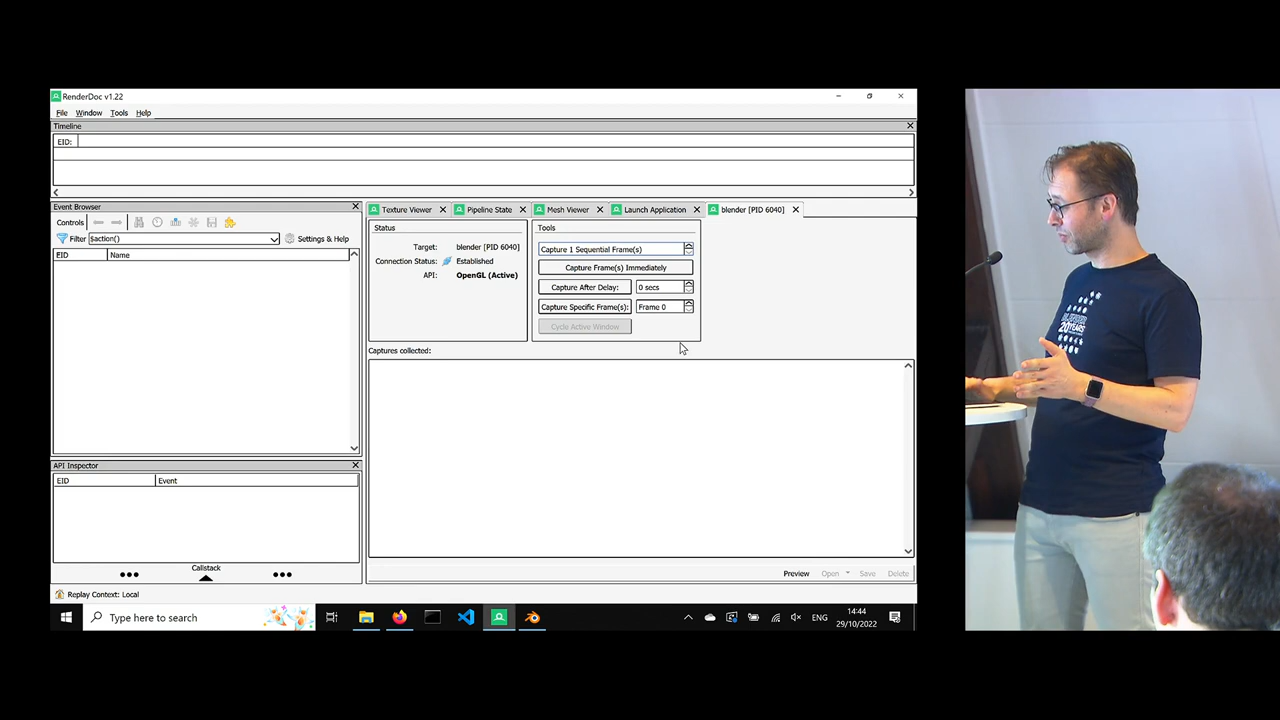 RenderDoc v1.22
File Window Tools Help
Timeline
EID:
Event Browser
Controls
Filter $action() Settings & Help
EID Name
API Inspector
EID Event
Callstack
Texture Viewer Pipeline State Mesh Viewer Launch Application blender [PID 6040]
Status
Target: blender [PID 6040]
Connection Status: Established
API: OpenGL (Active)
Tools
Capture 1 Sequential Frame(s)
Capture Frame(s) Immediately
Capture After Delay: 0 secs
Capture Specific Frame(s): Frame 0
Cycle Active Window
Captures collected:
Preview Open Save Delete
Replay Context: Local
Type here to search
ENG
14:44
29/10/2022
20YEARS